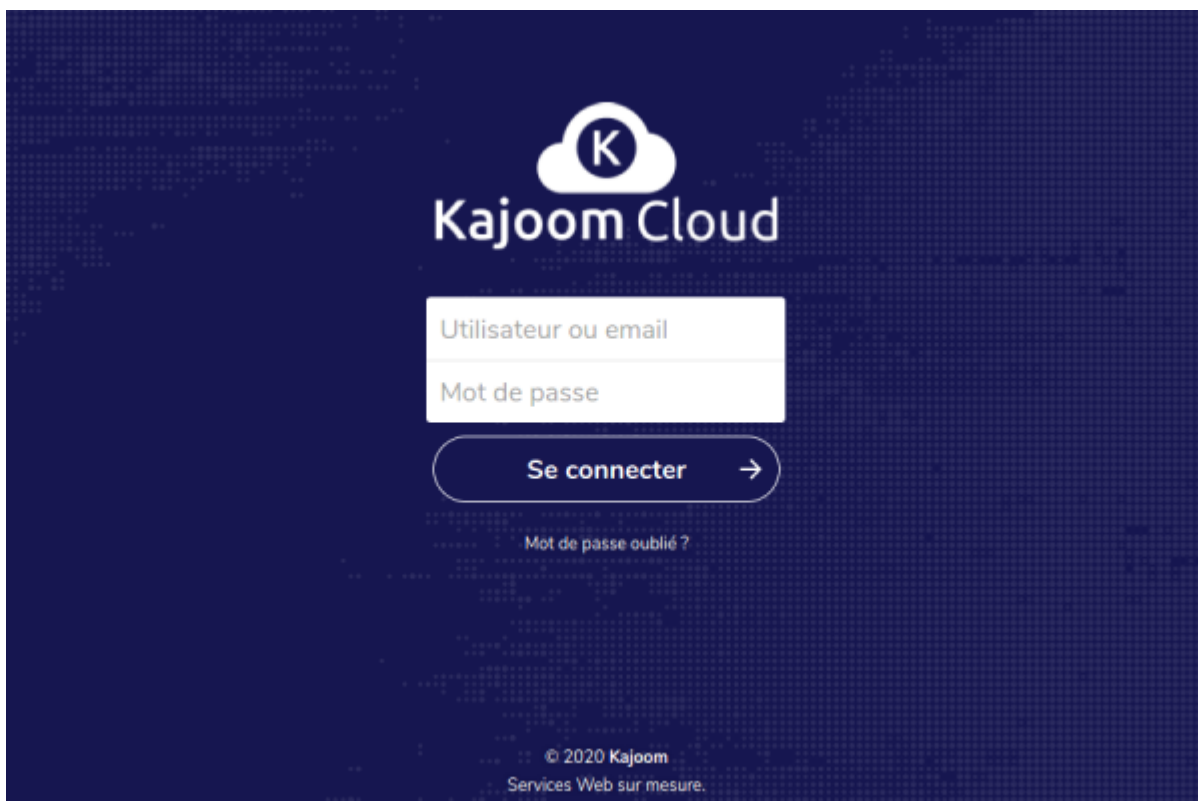 K
Kajoom Cloud
Utilisateur ou email
Mot de passe
Se connecter →
Mot de passe oublié ?
© 2020 Kajoom
Services Web sur mesure.